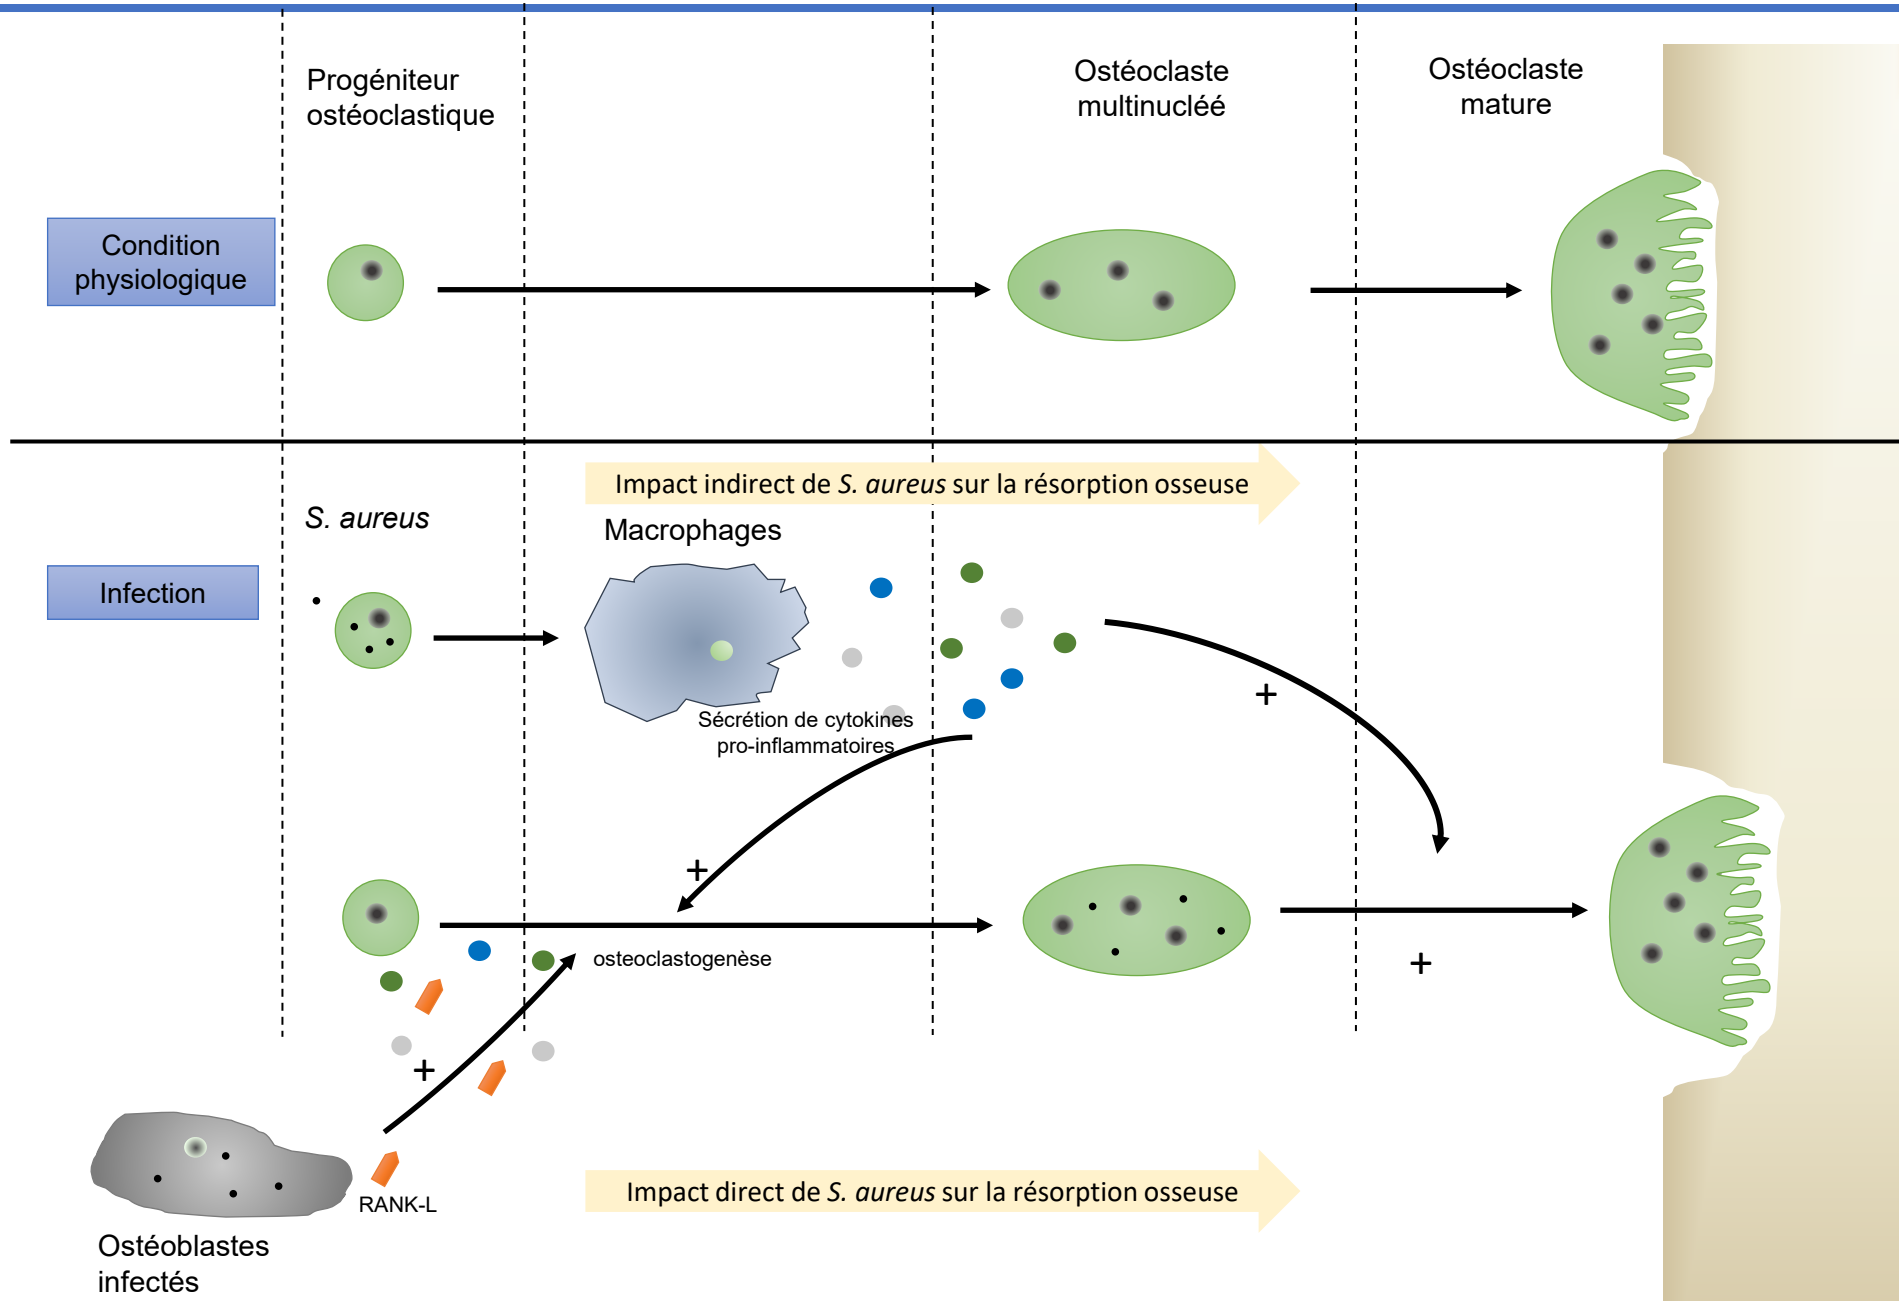 Progéniteur
ostéoclastique
Ostéoclaste
multinucléé
Ostéoclaste
mature
Condition
physiologique
Impact indirect de S. aureus sur la résorption osseuse
S. aureus
Macrophages
Infection
+
Sécrétion de cytokines
pro-inflammatoires
+
osteoclastogenèse
+
+
RANK-L
Impact direct de S. aureus sur la résorption osseuse
Ostéoblastes
infectés